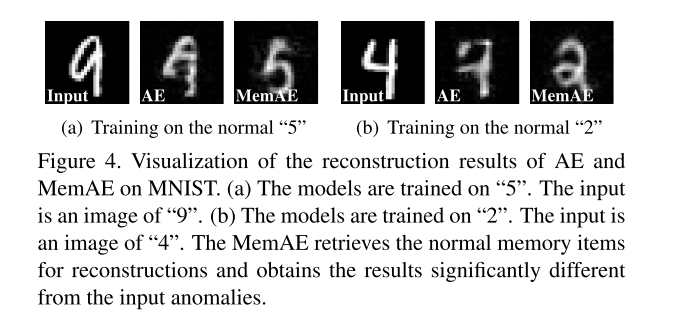 Input AE MemAE Input AE MemAE
(a) Training on the normal “5” (b) Training on the normal “2”
Figure 4. Visualization of the reconstruction results of AE and
MemAE on MNIST. (a) The models are trained on “5”. The input
is an image of “9”. (b) The models are trained on “2”. The input is
an image of “4”. The MemAE retrieves the normal memory items
for reconstructions and obtains the results significantly different
from the input anomalies.